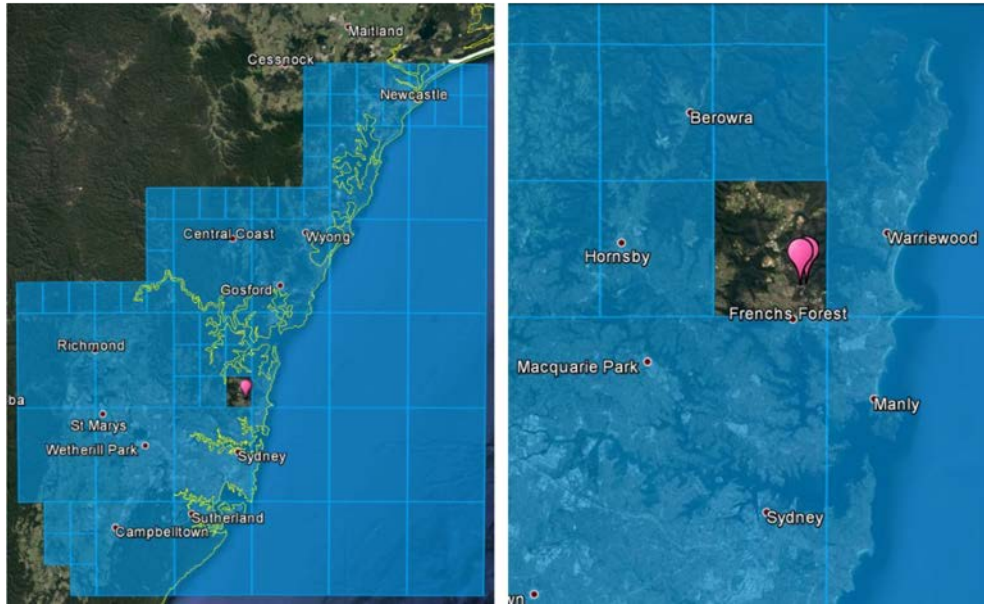 Maitland
Cessnock
Newcastle
Central Coast
Wyong
Gosford
Richmond
ba
St Marys
Wetherill Park
Sydney
Sutherland
Campbelltown
Berowra
Hornsby
Warriewood
Frenchs Forest
Macquarie Park
Manly
Sydney
wn